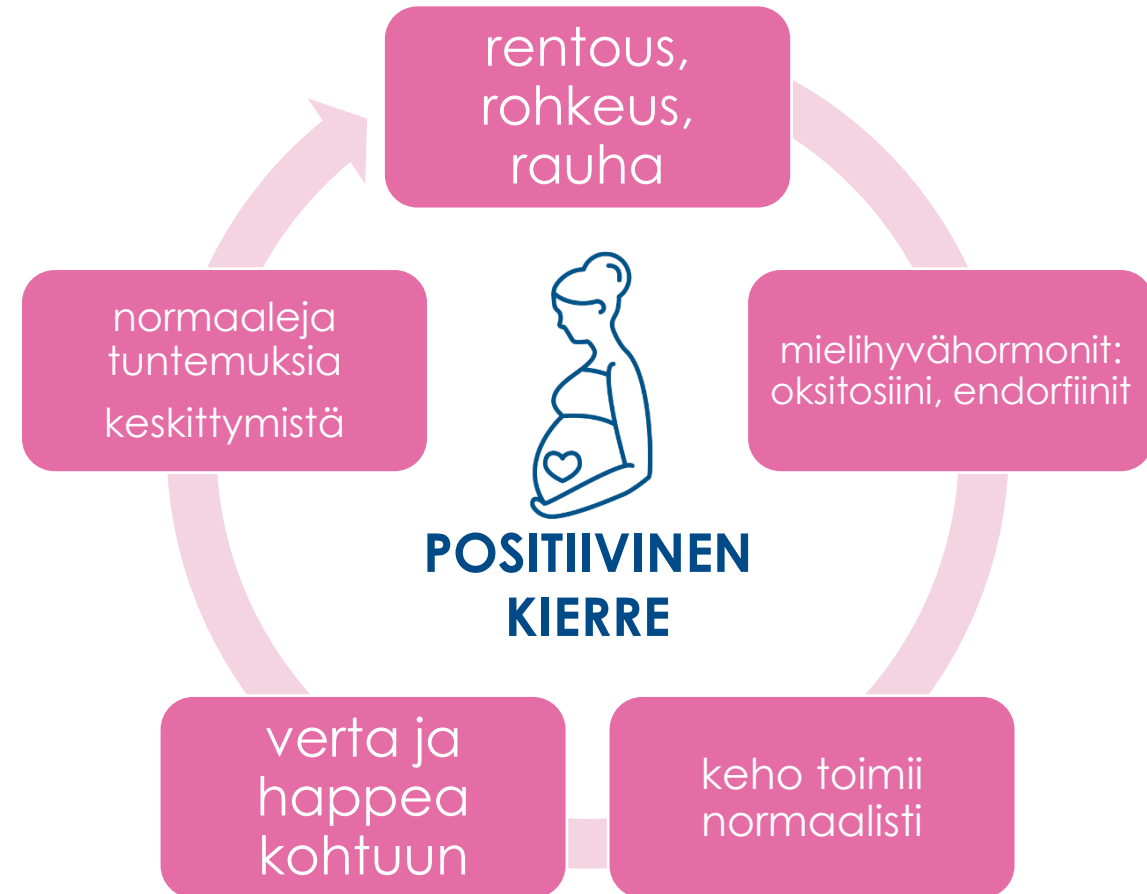 rentous,
rohkeus,
rauha
mielihyvähormonit:
oksitosiini, endorfiinit
keho toimii
normaalisti
verta ja
happea
kohtuun
normaaleja
tuntemuksia
keskittymistä
POSITIIVINEN
KIERRE